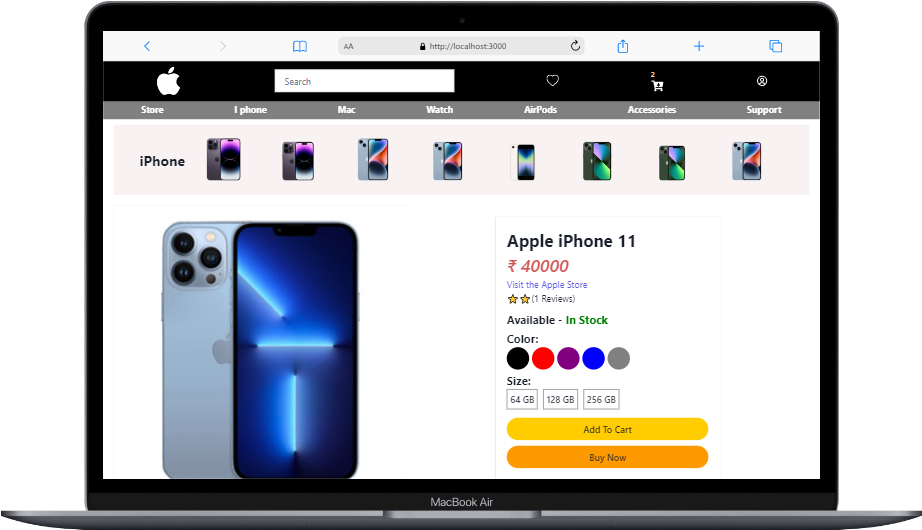 AA http://localhost:3000
Search
2
Store I phone Mac Watch AirPods Accessories Support
iPhone
Apple iPhone 11
₹ 40000
Visit the Apple Store
(1 Reviews)
Available - In Stock
Color:
Size:
64 GB 128 GB 256 GB
Add To Cart
Buy Now
MacBook Air